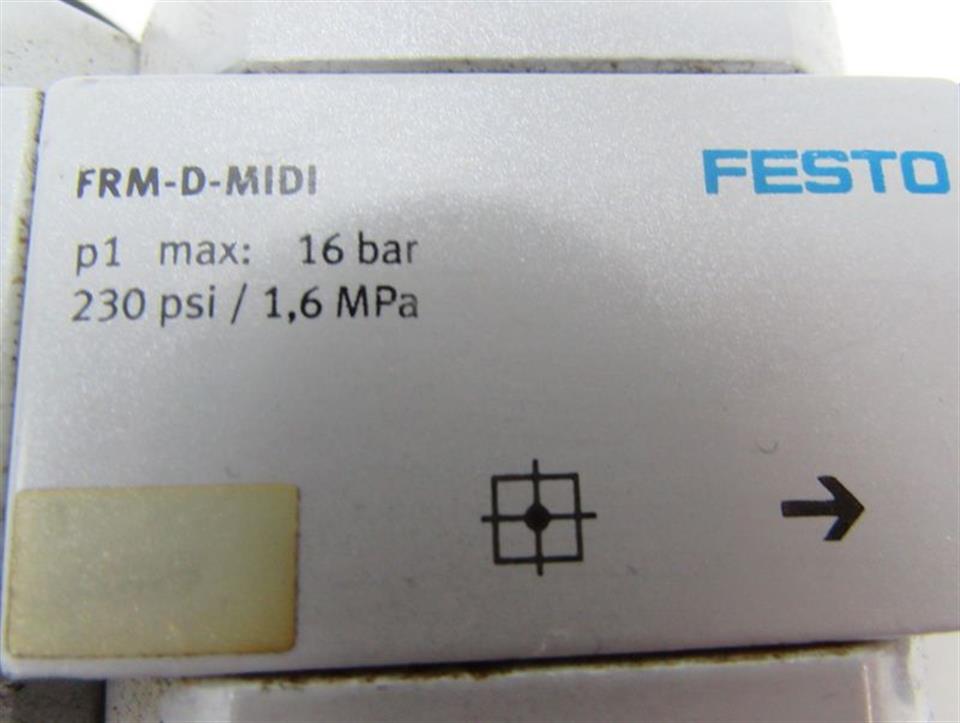 FRM-D-MIDI
FESTO
p1 max: 16 bar
230 psi / 1,6 MPa